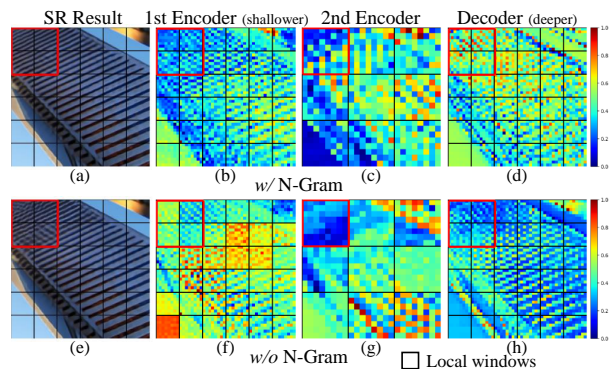 SR Result 1st Encoder (shallower) 2nd Encoder Decoder (deeper)
1.0
0.8
0.6
0.4
0.2
0.0
(a) (b) (c) (d)
w/ N-Gram
1.0
0.8
0.6
0.4
0.2
0.0
(e) (f) (g) (h)
w/o N-Gram Local windows